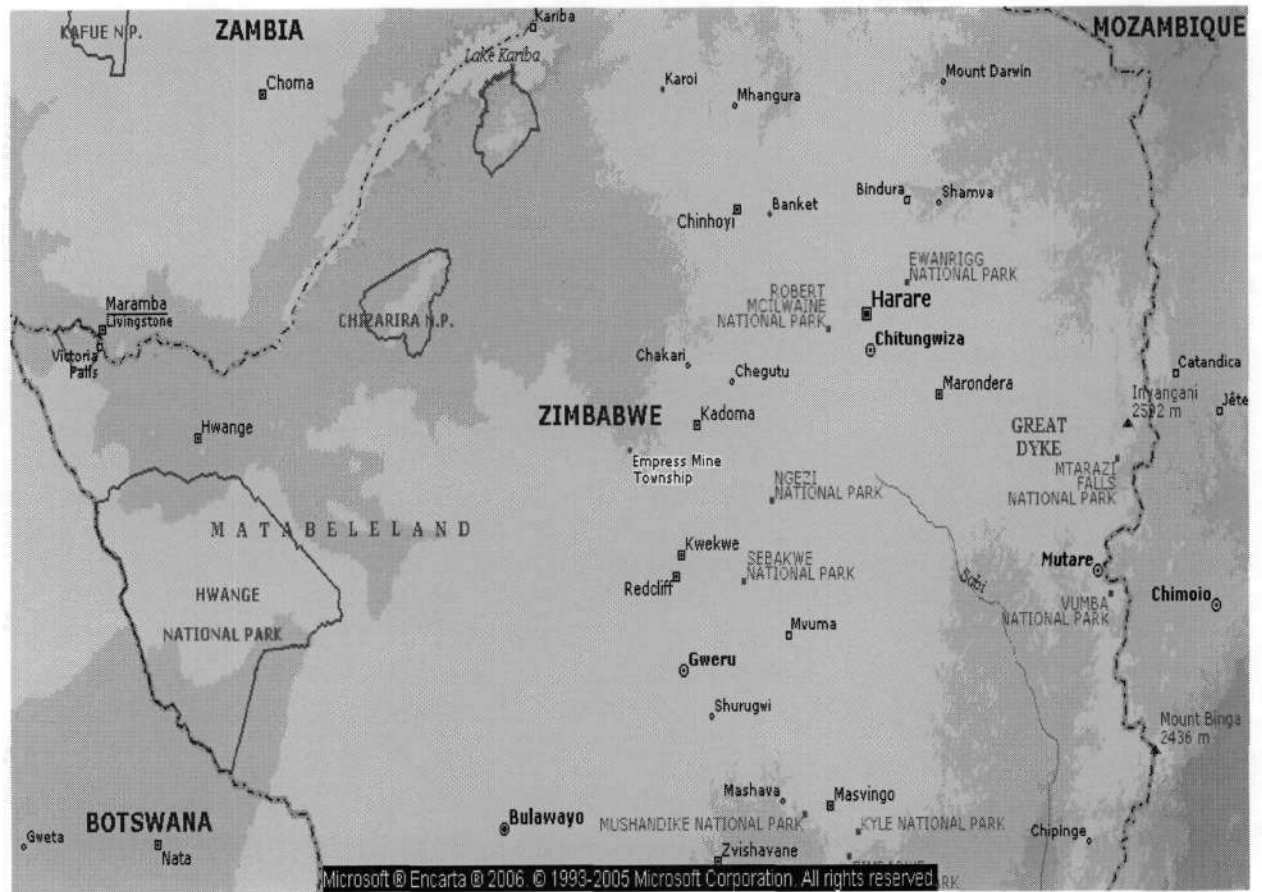 KAFUE N.P.
ZAMBIA
Kariba
Lake Kariba
MOZAMBIQUE
Choma
Karoi
Mhangura
Mount Darwin
Chinhoyi
Banket
Bindura
Shamva
EWANRIGG
NATIONAL PARK
ROBERT
MCILWAINE
NATIONAL PARK
Harare
Chitungwiza
Maramba
Livingstone
Victoria
Falls
CHIZARIRA N.P.
Chakari
Chegutu
Marondera
Catandica
Inyangani
2592 m
Jête
Hwange
ZIMBABWE
Kadoma
GREAT
DYKE
Empress Mine
Township
NGEZI
NATIONAL PARK
MTARAZI
FALLS
NATIONAL PARK
MATABELELAND
Kwekwe
Redcliff
SEBAKWE
NATIONAL PARK
Sabi
Mutare
VUMBA
NATIONAL PARK
Chimoio
HWANGE
NATIONAL PARK
Mvuma
Gweru
Shurugwi
Mount Binga
2436 m
Mashava
Masvingo
BOTSWANA
Bulawayo
MUSHANDIKE NATIONAL PARK
KYLE NATIONAL PARK
Chipinge
Gweta
Nata
Zvishavane
Microsoft ® Encarta ® 2006. © 1993-2005 Microsoft Corporation. All rights reserved.